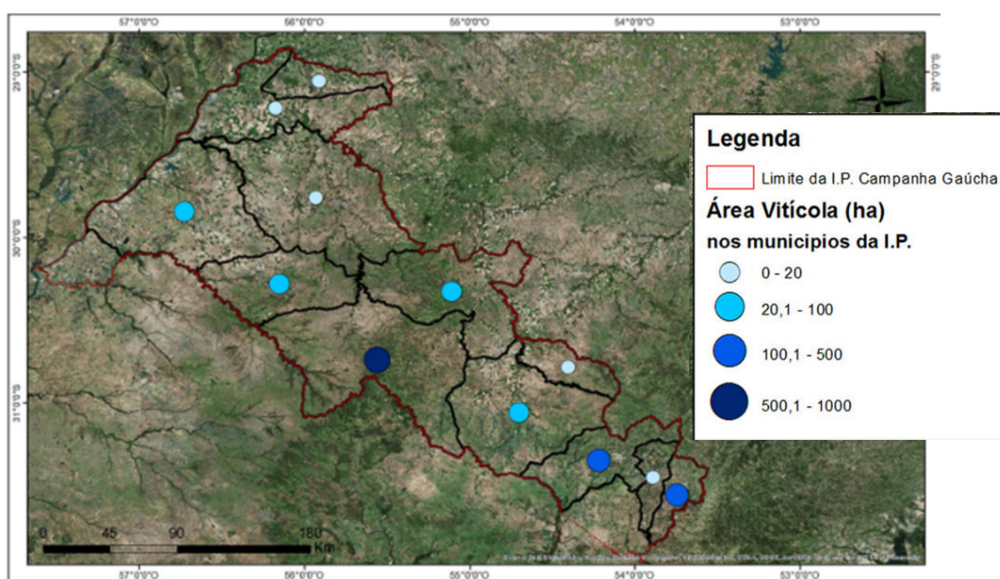 57°0'0"O 56°0'0"O 55°0'0"O 54°0'0"O 53°0'0"O
29°0'0"S
29°0'0"S
Legenda
Limite da I.P. Campanha Gaúcha
Área Vitícola (ha)
nos municipios da I.P.
0 - 20
20,1 - 100
100,1 - 500
500,1 - 1000
30°0'0"S
31°0'0"S
0 45 90 180
Km
57°0'0"O 56°0'0"O 55°0'0"O 54°0'0"O 53°0'0"O